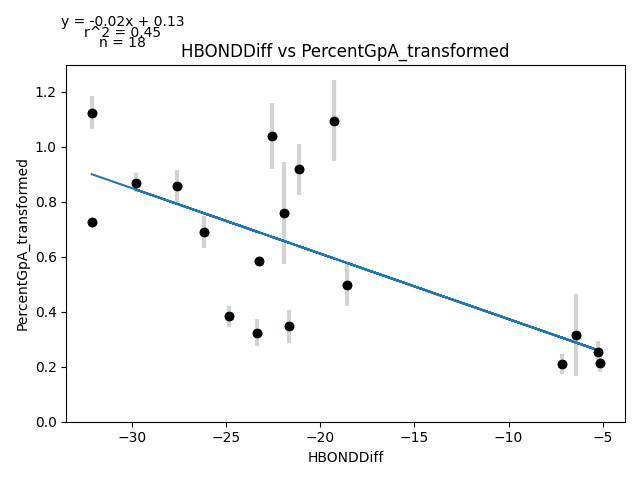 y = -0.02x + 0.13
r^2 = 0.45
n = 18
HBONDDiff vs PercentGpA_transformed
PercentGpA_transformed
1.2
1.0
0.8
0.6
0.4
0.2
0.0
−30
−25
−20
−15
−10
−5
HBONDDiff